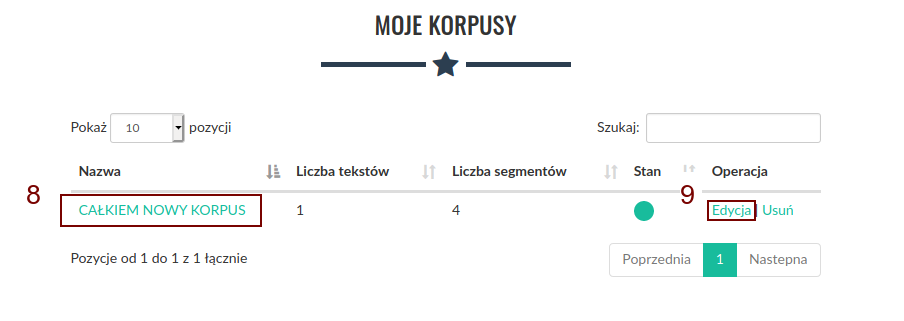 MOJE KORPUSY
Pokaż 10 pozycji Szukaj:
Nazwa Liczba tekstów Liczba segmentów Stan Operacja
8 CAŁKIEM NOWY KORPUS 1 4 9 Edycja | Usuń
Pozycje od 1 do 1 z 1 łącznie Poprzednia 1 Następna